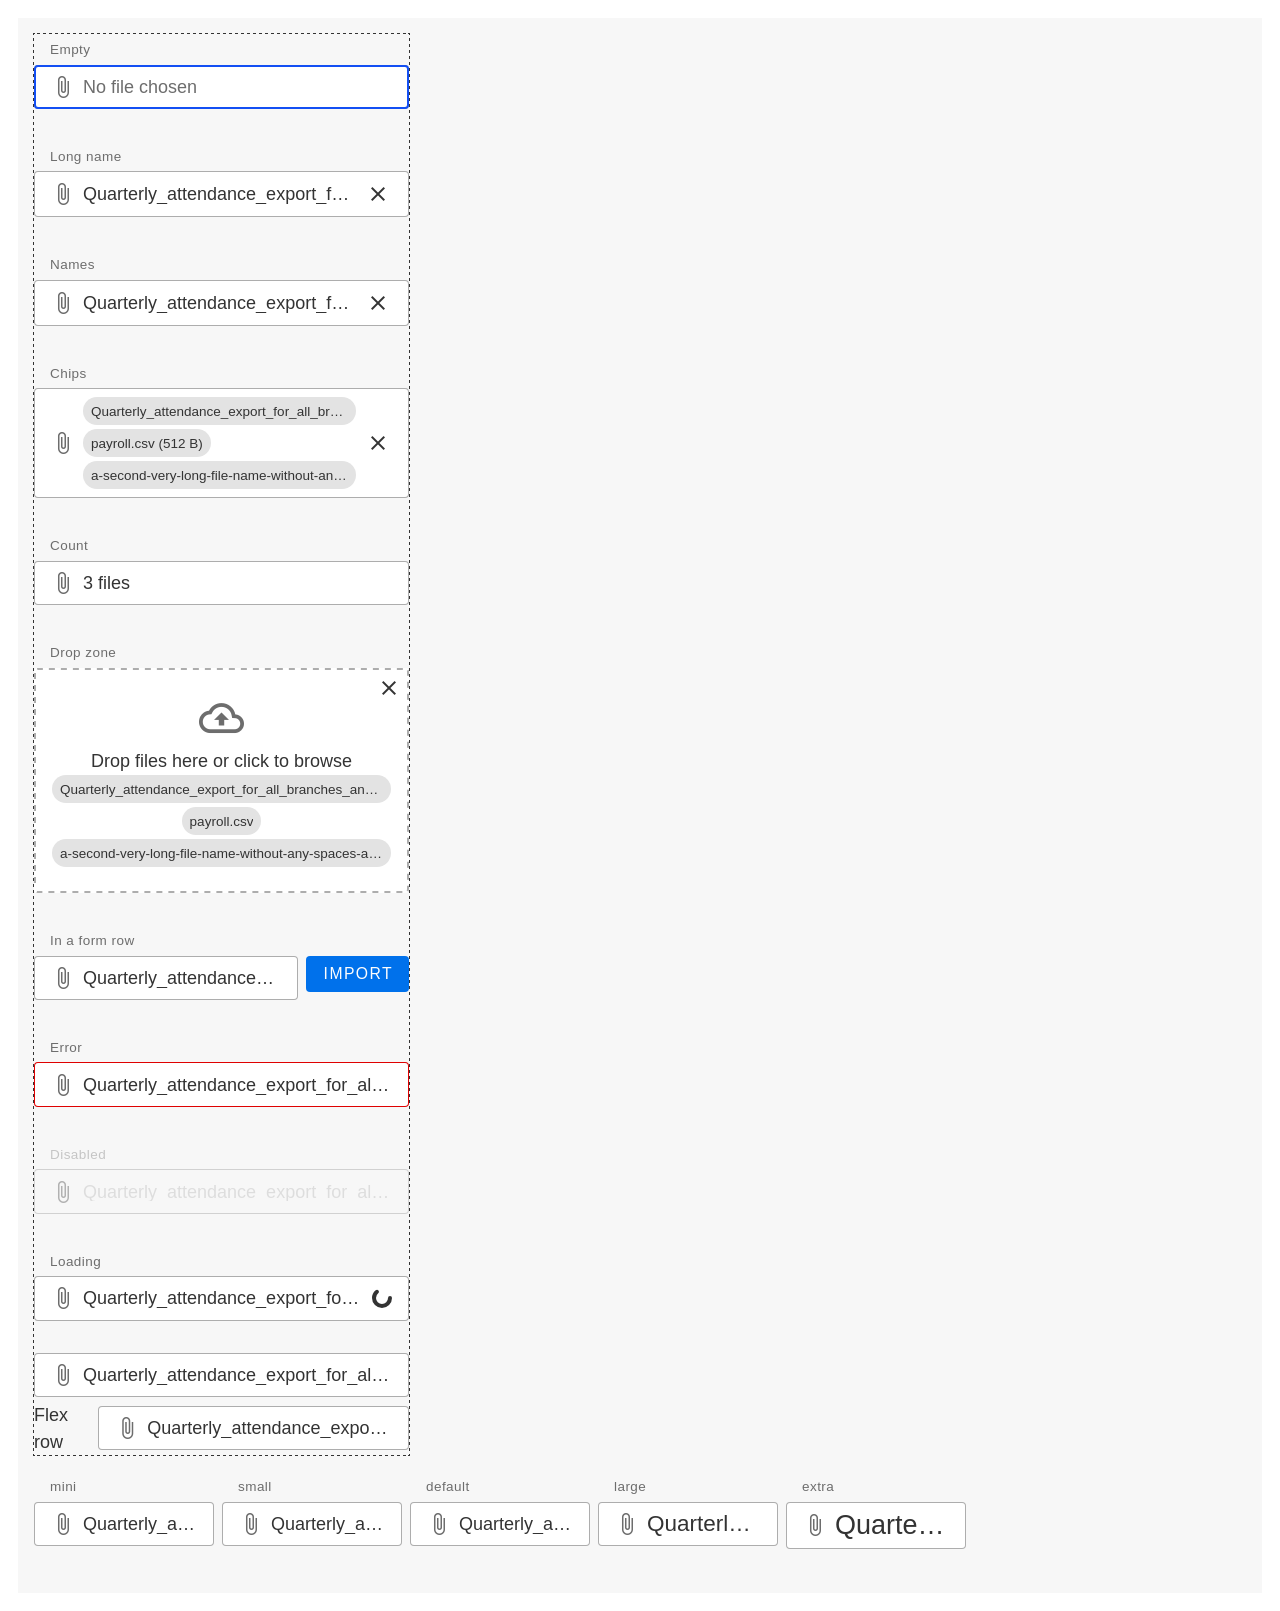 Empty
No file chosen
Long name
Quarterly_attendance_export_f…
Names
Quarterly_attendance_export_f…
Chips
Quarterly_attendance_export_for_all_br…
payroll.csv (512 B)
a-second-very-long-file-name-without-an…
Count
3 files
Drop zone
Drop files here or click to browse
Quarterly_attendance_export_for_all_branches_an…
payroll.csv
a-second-very-long-file-name-without-any-spaces-a…
In a form row
Quarterly_attendance… IMPORT
Error
Quarterly_attendance_export_for_al…
Disabled
Quarterly_attendance_export_for_al…
Loading
Quarterly_attendance_export_fo…
Quarterly_attendance_export_for_al…
Flex row
Quarterly_attendance_expo…
mini small default large extra
Quarterly_a… Quarterly_a… Quarterly_a… Quarterl… Quarte…